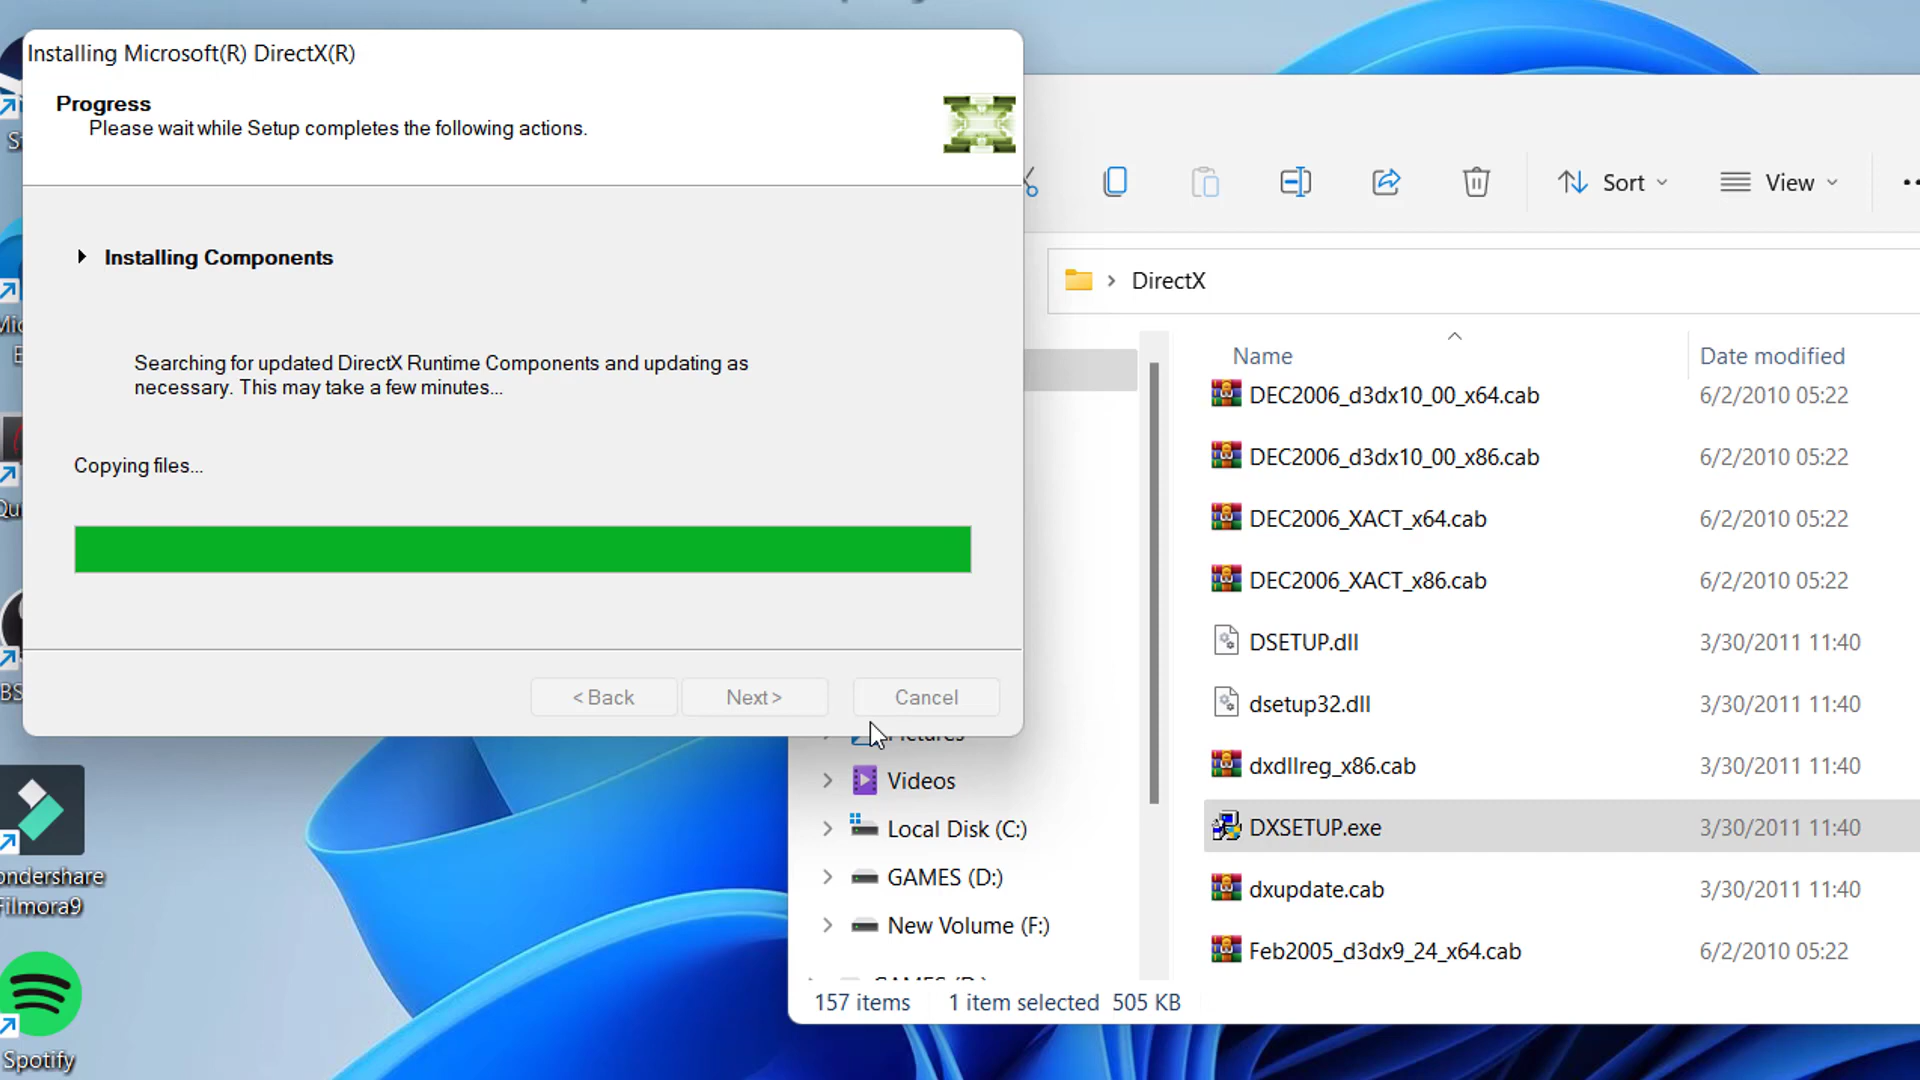 Installing Microsoft(R) DirectX(R)
Progress
Please wait while Setup completes the following actions.
Installing Components
Searching for updated DirectX Runtime Components and updating as
necessary. This may take a few minutes...
Copying files...
< Back
Next >
Cancel
Sort
View
DirectX
Name
Date modified
DEC2006_d3dx10_00_x64.cab
6/2/2010 05:22
DEC2006_d3dx10_00_x86.cab
6/2/2010 05:22
DEC2006_XACT_x64.cab
6/2/2010 05:22
DEC2006_XACT_x86.cab
6/2/2010 05:22
DSETUP.dll
3/30/2011 11:40
dsetup32.dll
3/30/2011 11:40
dxdllreg_x86.cab
3/30/2011 11:40
DXSETUP.exe
3/30/2011 11:40
dxupdate.cab
3/30/2011 11:40
Feb2005_d3dx9_24_x64.cab
6/2/2010 05:22
Pictures
Videos
Local Disk (C:)
GAMES (D:)
New Volume (F:)
GAMES (D:)
157 items
1 item selected 505 KB
ondershare
Filmora9
Spotify